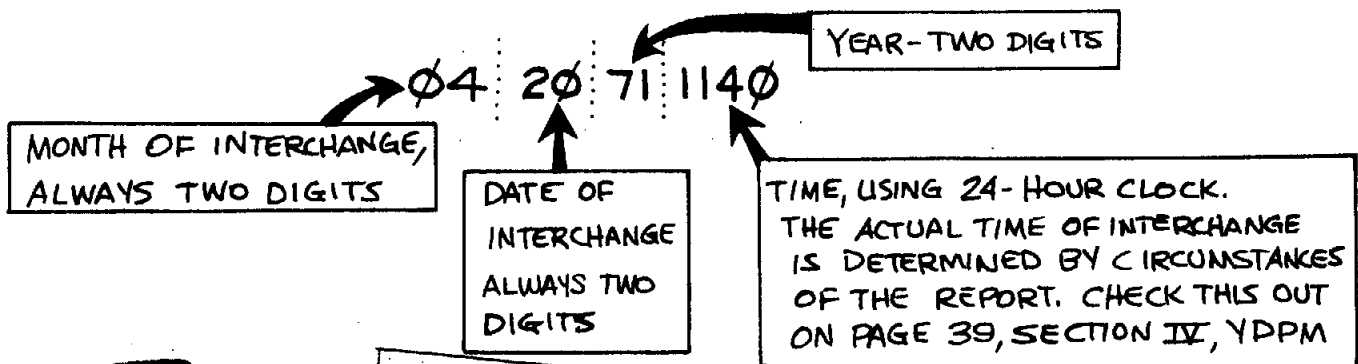 YEAR-TWO DIGITS
Ø4 2Ø 71 114Ø
MONTH OF INTERCHANGE,
ALWAYS TWO DIGITS
DATE OF
INTERCHANGE
ALWAYS TWO
DIGITS
TIME, USING 24-HOUR CLOCK.
THE ACTUAL TIME OF INTERCHANGE
IS DETERMINED BY CIRCUMSTANCES
OF THE REPORT. CHECK THIS OUT
ON PAGE 39, SECTION IV, YDPM